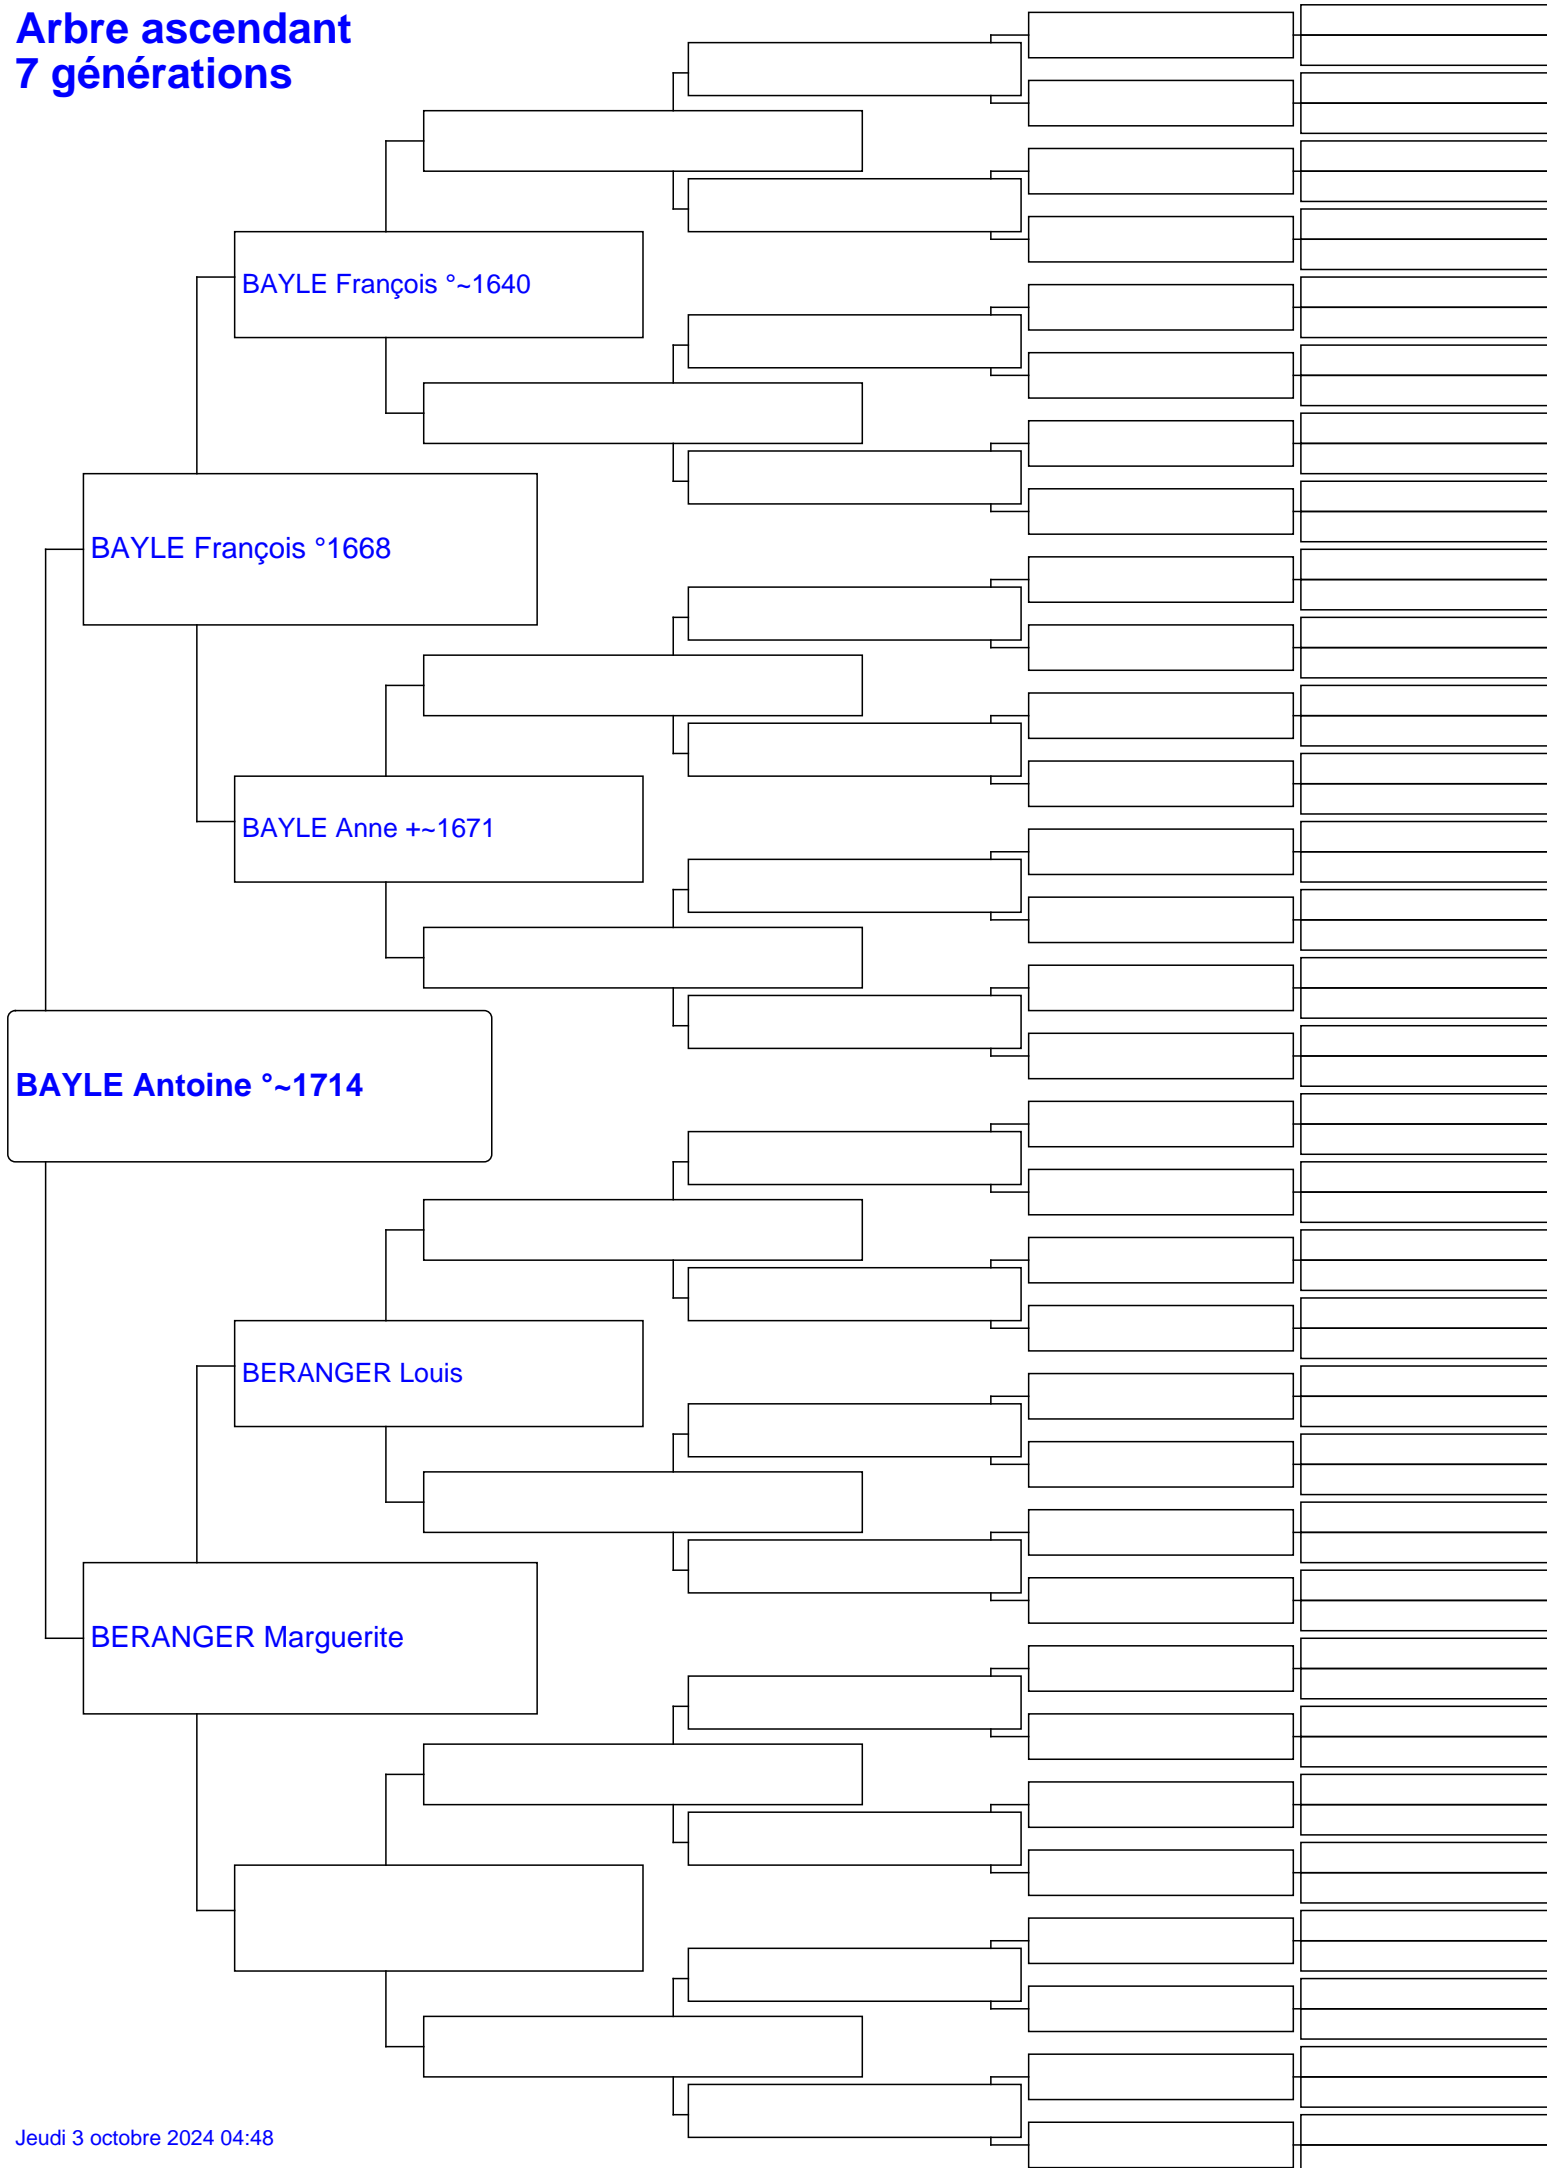 Arbre ascendant
7 générations
BAYLE François °~1640
BAYLE François °1668
BAYLE Anne +~1671
BAYLE Antoine °~1714
BERANGER Louis
BERANGER Marguerite
Jeudi 3 octobre 2024 04:48